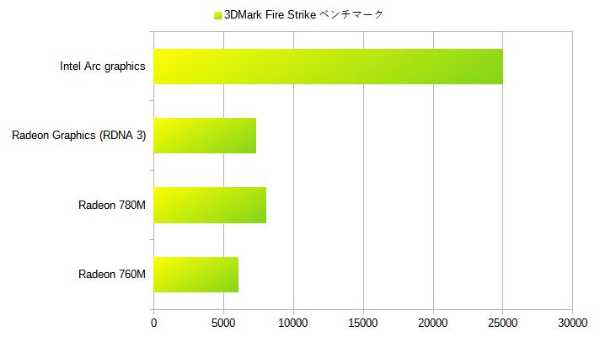 3DMark Fire Strike ベンチマーク
Intel Arc graphics
Radeon Graphics (RDNA 3)
Radeon 780M
Radeon 760M
0 5000 10000 15000 20000 25000 30000